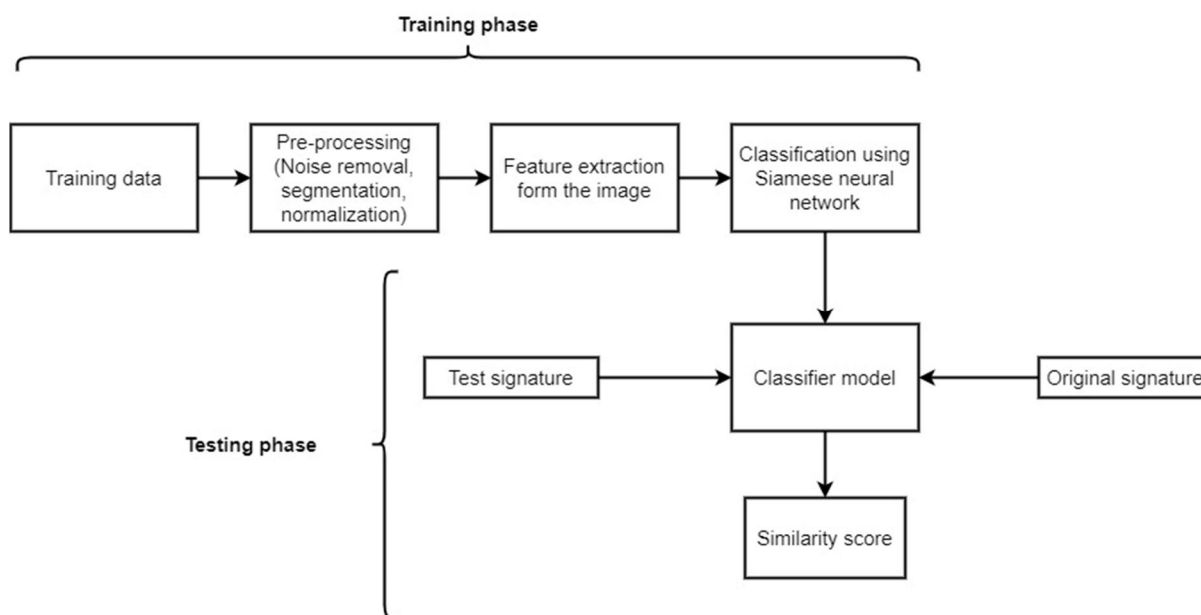 Training phase
Training data
Pre-processing
(Noise removal,
segmentation,
normalization)
Feature extraction
form the image
Classification using
Siamese neural
network
Test signature
Classifier model
Original signature
Testing phase
Similarity score